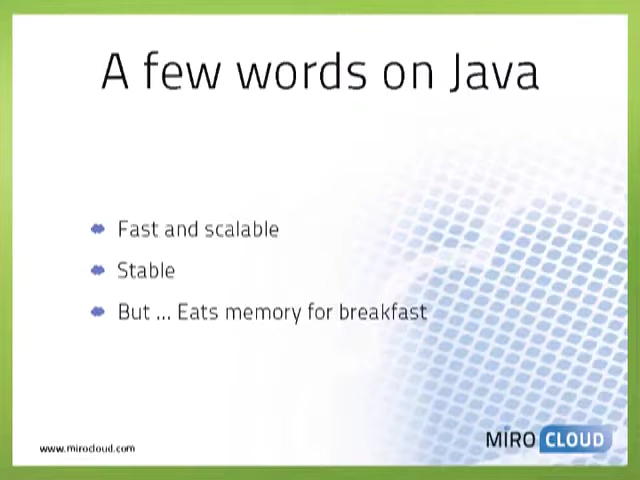 A few words on Java
Fast and scalable
Stable
But ... Eats memory for breakfast
www.mirocloud.com
MIRO CLOUD